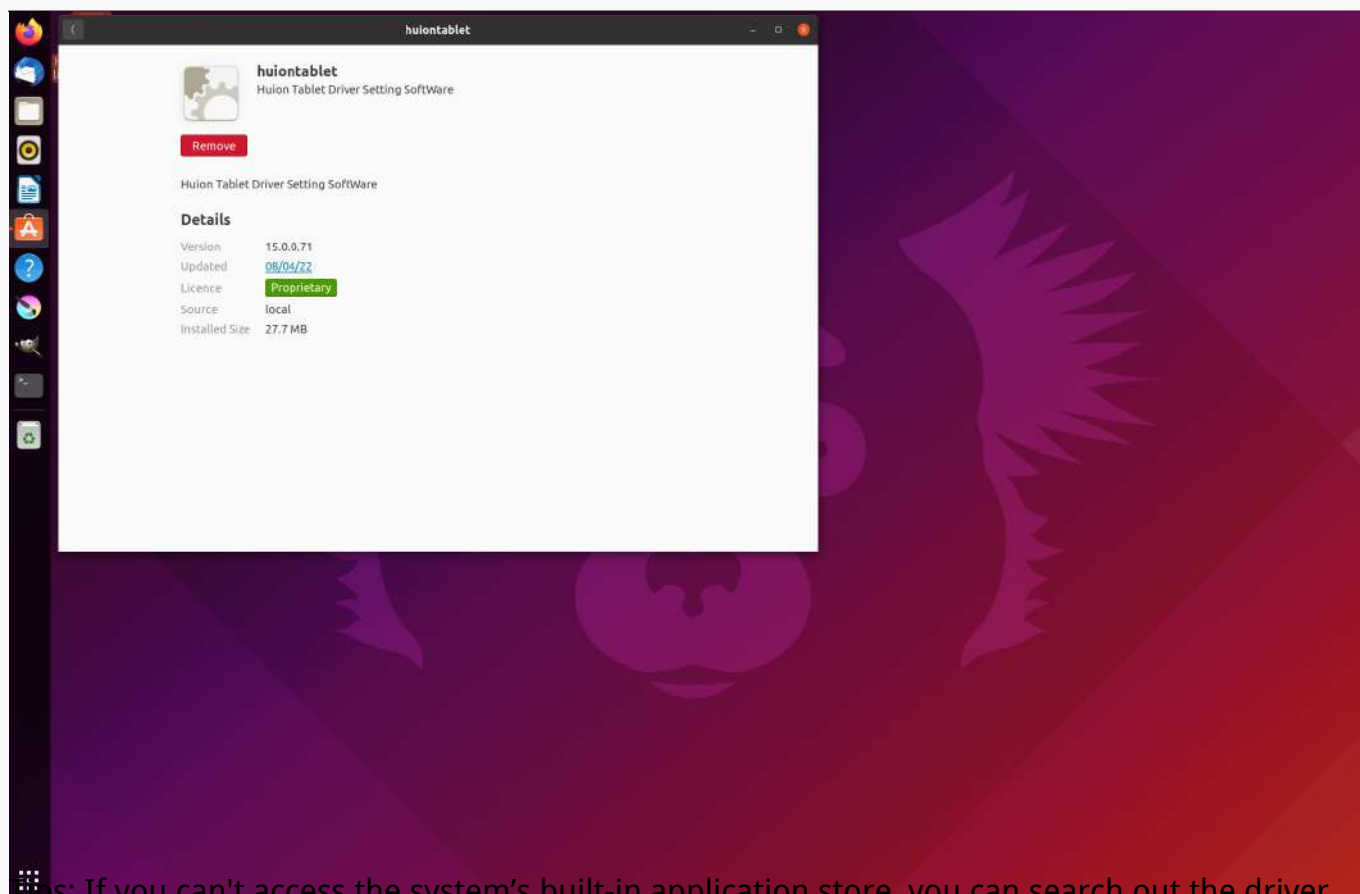 huiontablet
huiontablet
Huion Tablet Driver Setting SoftWare
Remove
Huion Tablet Driver Setting SoftWare
Details
Version 15.0.0.71
Updated 08/04/22
Licence Proprietary
Source local
Installed Size 27.7 MB
Tips: If you can't access the system’s built-in application store, you can search out the driver